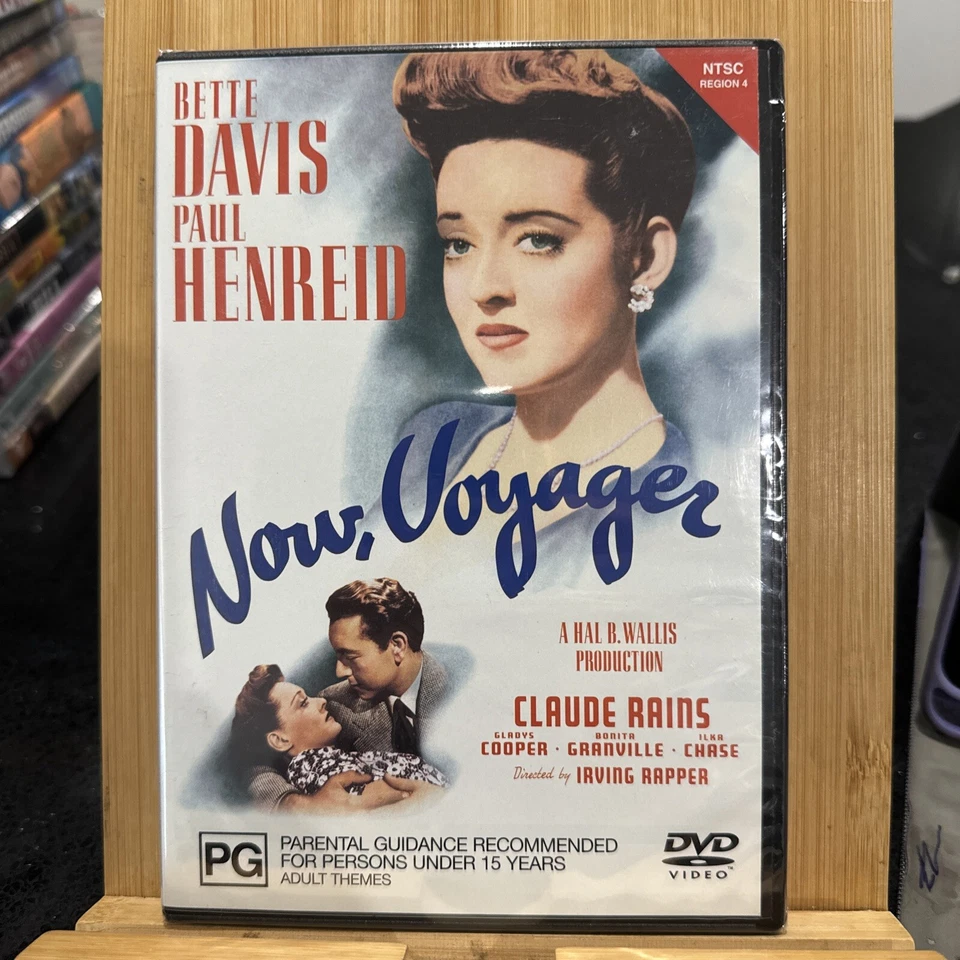 BETTE
DAVIS
PAUL
HENREID
NTSC
REGION 4
Now, Voyager
A HAL B. WALLIS
PRODUCTION
CLAUDE RAINS
GLADYS COOPER · BONITA GRANVILLE · ILKA CHASE
Directed by IRVING RAPPER
PG
PARENTAL GUIDANCE RECOMMENDED
FOR PERSONS UNDER 15 YEARS
ADULT THEMES
DVD
VIDEO™